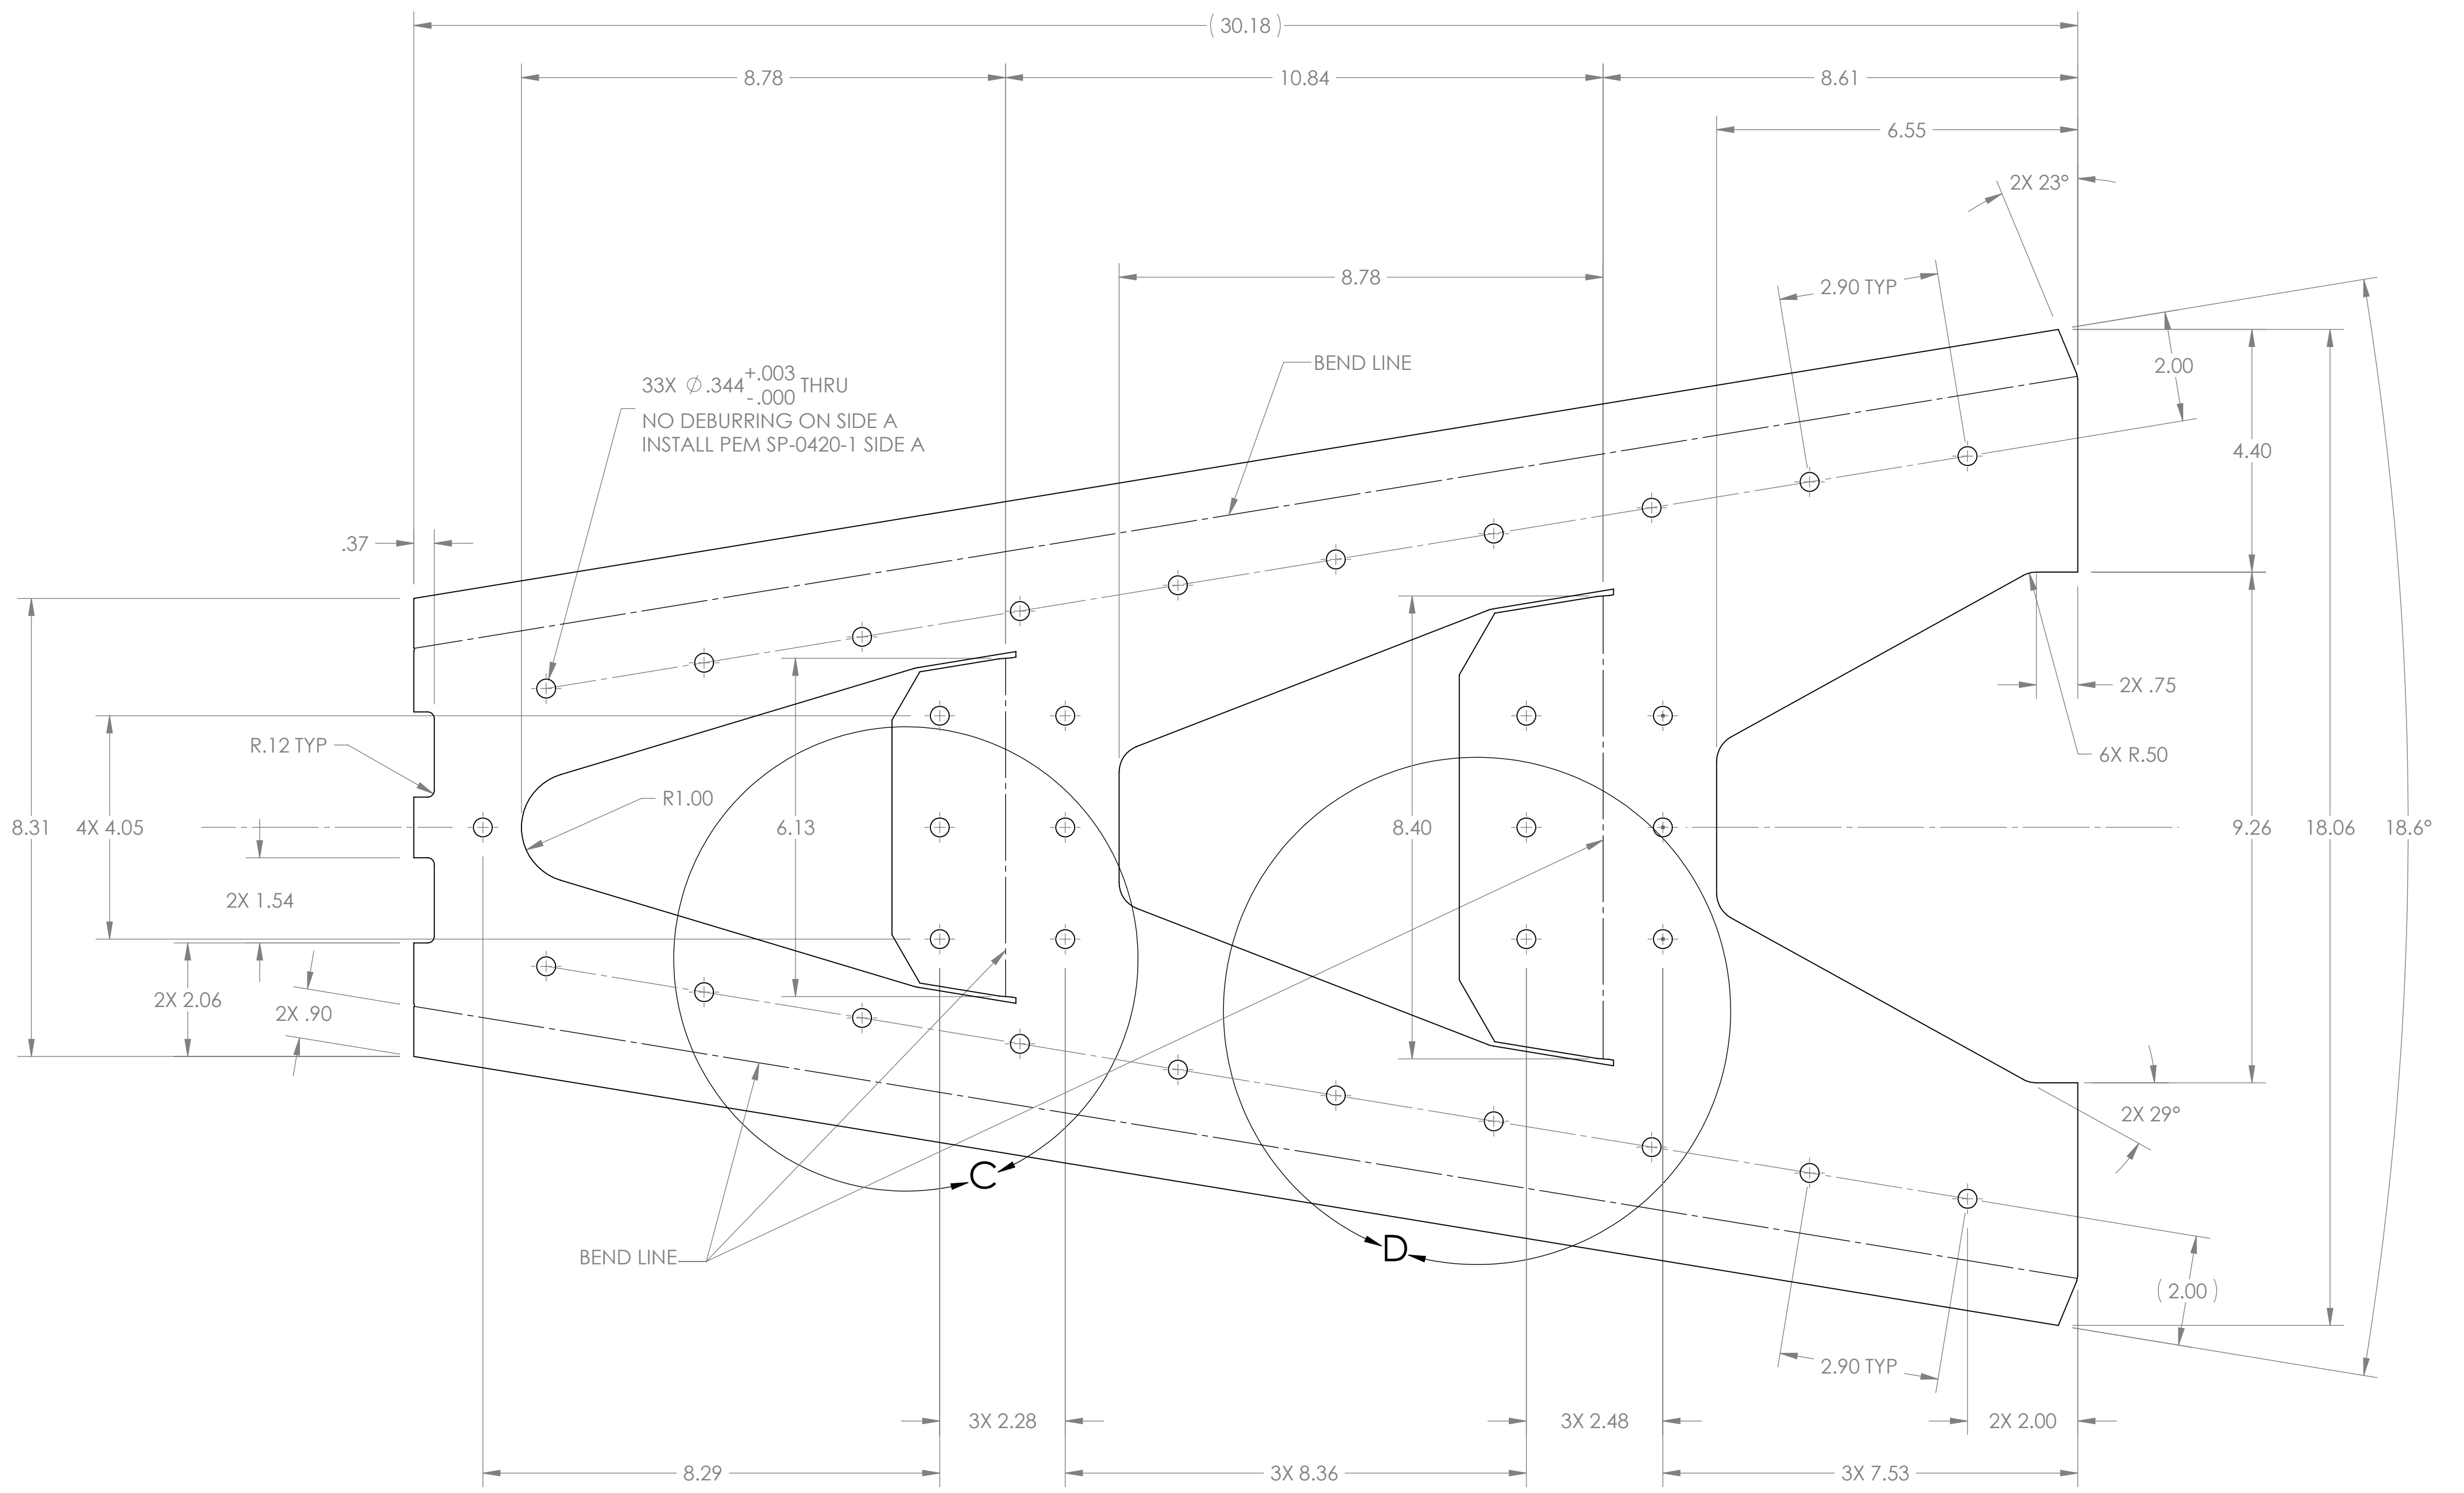 ( 30.18 )
8.78
10.84
8.61
6.55
2X 23°
8.78
2.90 TYP
BEND LINE
2.00
33X ∅ .344 +.003 THRU
-.000
NO DEBURRING ON SIDE A
INSTALL PEM SP-0420-1 SIDE A
4.40
.37
2X .75
R.12 TYP
6X R.50
R1.00
8.31
4X 4.05
6.13
8.40
9.26
18.06
18.6°
2X 1.54
2X 2.06
2X .90
2X 29°
C
D
BEND LINE
( 2.00 )
2.90 TYP
3X 2.28
3X 2.48
2X 2.00
8.29
3X 8.36
3X 7.53